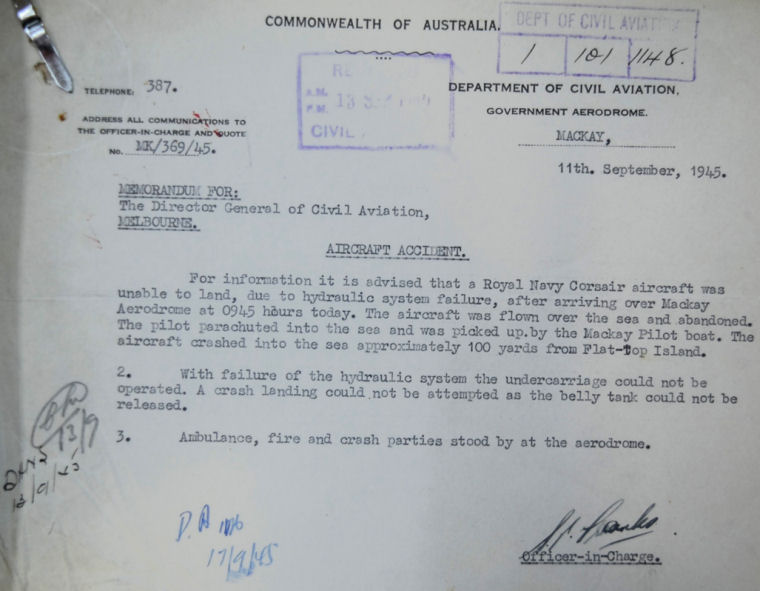 COMMONWEALTH OF AUSTRALIA.
DEPT OF CIVIL AVIATION
1 101 1148.
TELEPHONE: 387.
13 SEP 1945
CIVIL
DEPARTMENT OF CIVIL AVIATION,
GOVERNMENT AERODROME.
ADDRESS ALL COMMUNICATIONS TO
THE OFFICER-IN-CHARGE AND QUOTE
No. MK/369/45.
MACKAY,
11th. September, 1945.
MEMORANDUM FOR:
The Director General of Civil Aviation,
MELBOURNE.
AIRCRAFT ACCIDENT.
For information it is advised that a Royal Navy Corsair aircraft was
unable to land, due to hydraulic system failure, after arriving over Mackay
Aerodrome at 0945 hours today. The aircraft was flown over the sea and abandoned.
The pilot parachuted into the sea and was picked up.by the Mackay Pilot boat. The
aircraft crashed into the sea approximately 100 yards from Flat-Top Island.
2. With failure of the hydraulic system the undercarriage could not be
operated. A crash landing could not be attempted as the belly tank could not be
released.
3. Ambulance, fire and crash parties stood by at the aerodrome.
13/9
13/9/45
17/9/45
Officer-in-Charge.